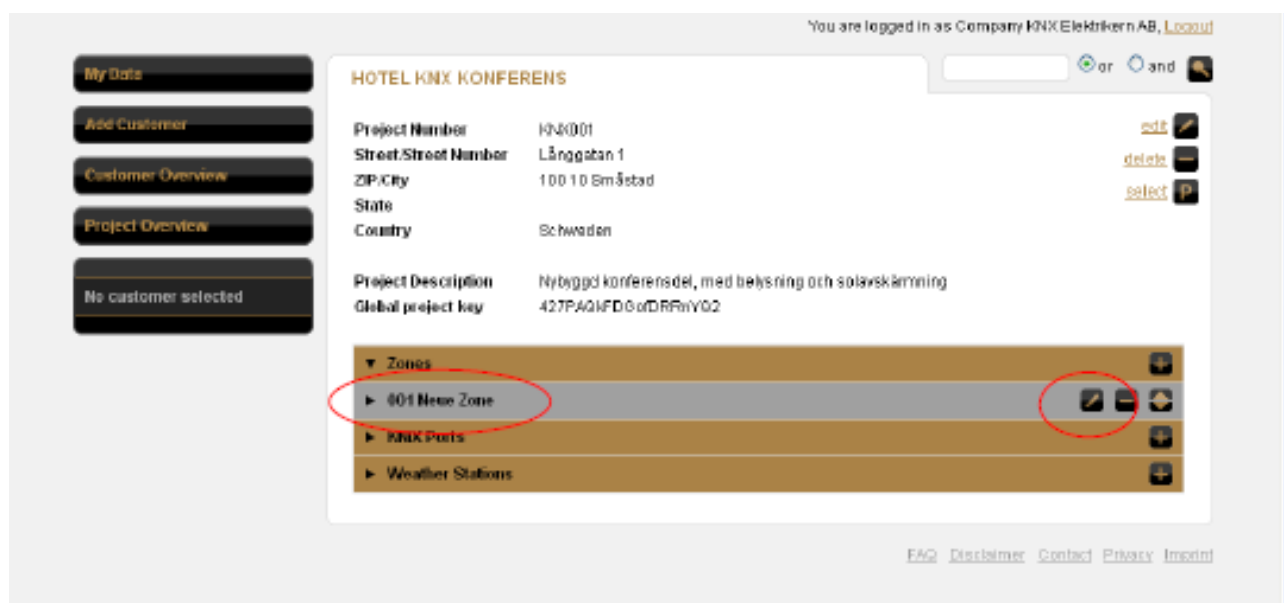 You are logged in as Company KNX Elektrikern AB, Logout
My Data
Add Customer
Customer Overview
Project Overview
No customer selected
HOTEL KNX KONFERENS
or and
Project Number KNX001
Street/Street Number Långgatan 1
ZIP/City 100 10 Småstad
State
Country Schweden
edit
delete
select P
Project Description Nybyggd konferensdel, med belysning och solavskärmning
Global project key
Zones
001 Neue Zone
KNX Ports
Weather Stations
FAQ Disclaimer Contact Privacy Imprint